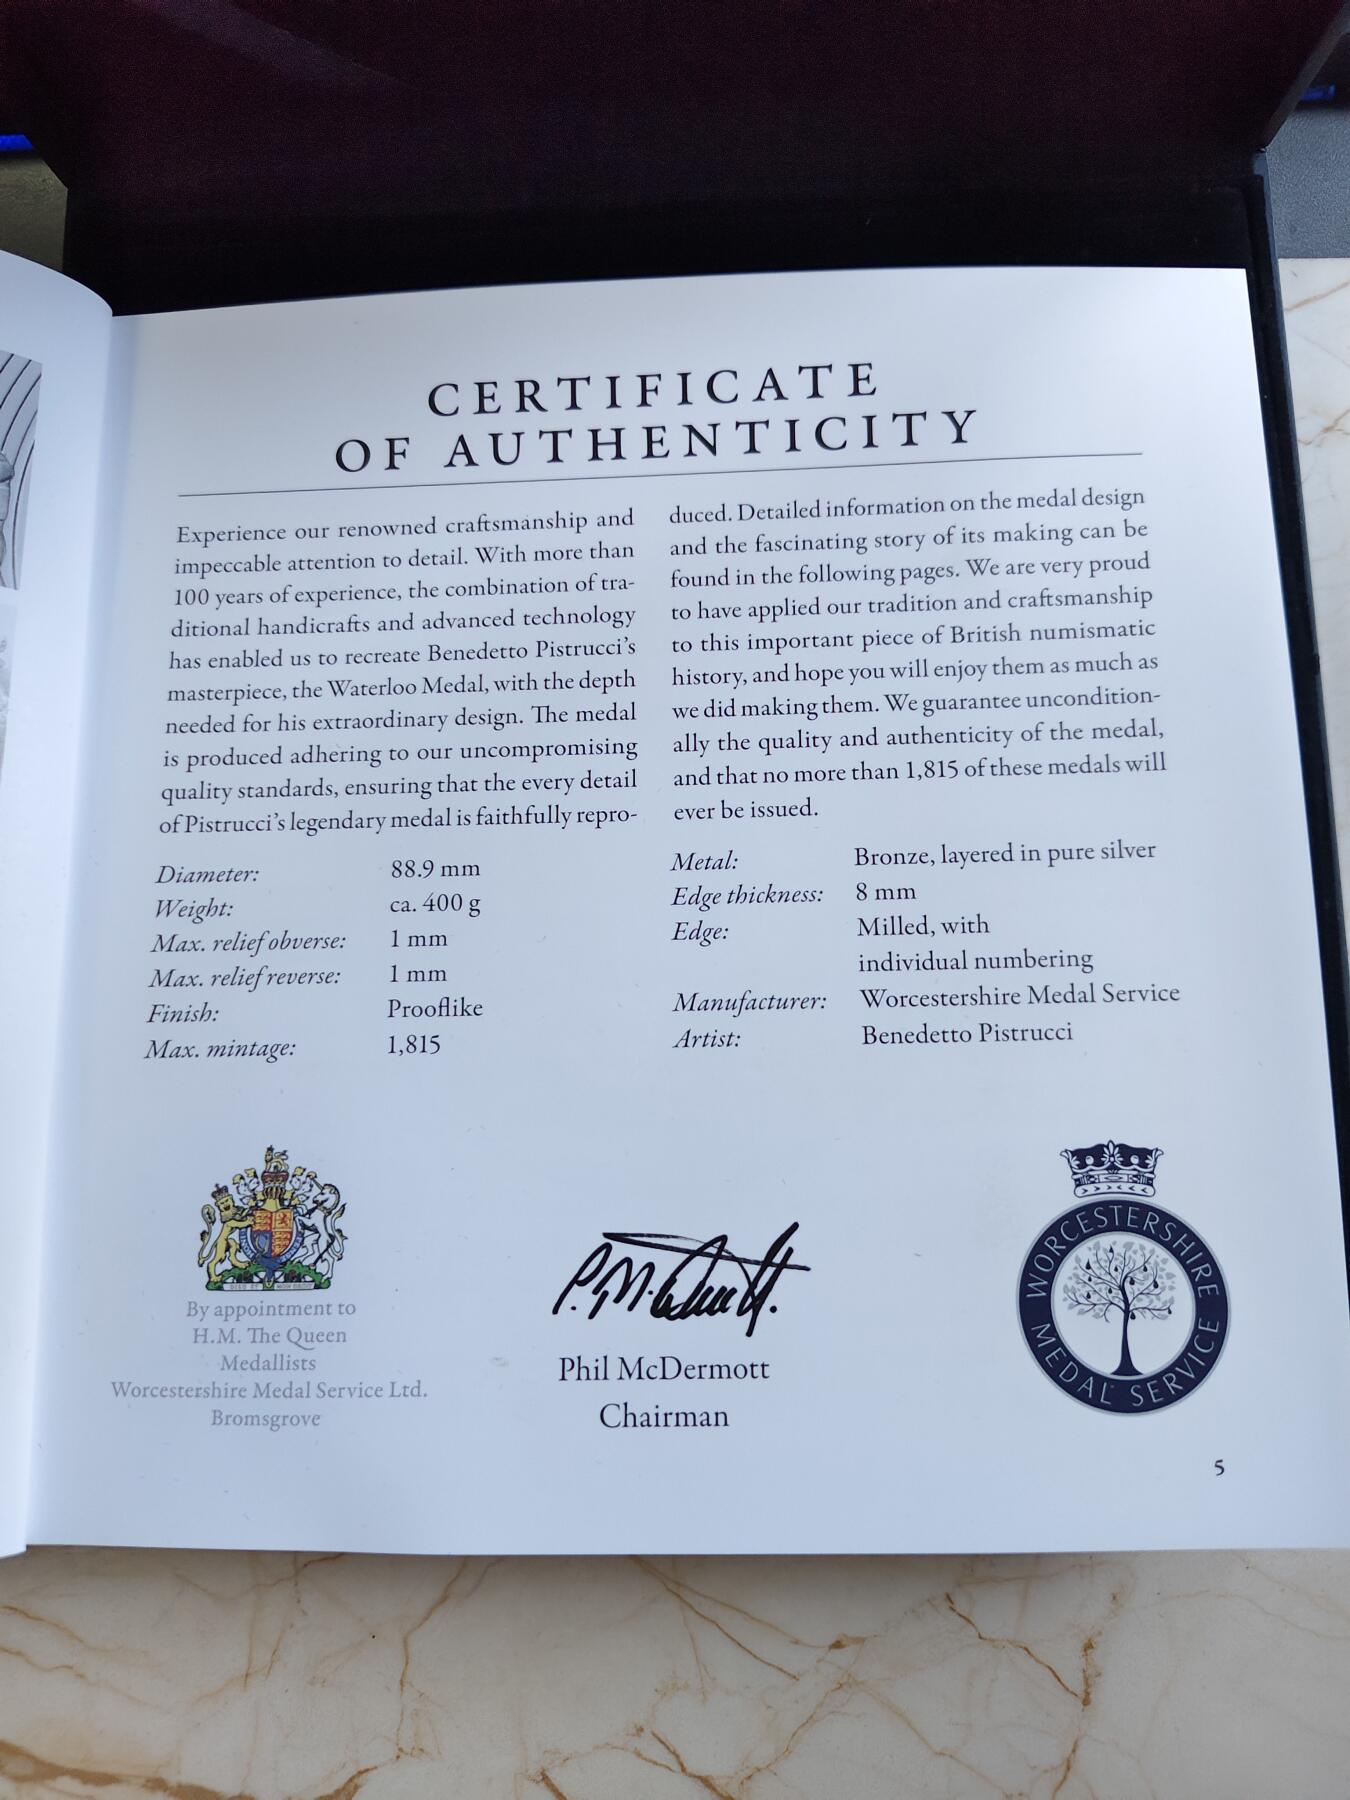 CERTIFICATE
OF AUTHENTICITY
Experience our renowned craftsmanship and
impeccable attention to detail. With more than
100 years of experience, the combination of tra-
ditional handicrafts and advanced technology
has enabled us to recreate Benedetto Pistrucci's
masterpiece, the Waterloo Medal, with the depth
needed for his extraordinary design. The medal
is produced adhering to our uncompromising
quality standards, ensuring that the every detail
of Pistrucci's legendary medal is faithfully repro-
duced. Detailed information on the medal design
and the fascinating story of its making can be
found in the following pages. We are very proud
to have applied our tradition and craftsmanship
to this important piece of British numismatic
history, and hope you will enjoy them as much as
we did making them. We guarantee uncondition-
ally the quality and authenticity of the medal,
and that no more than 1,815 of these medals will
ever be issued.
Diameter: 88.9 mm
Weight: ca. 400 g
Max. relief obverse: 1 mm
Max. relief reverse: 1 mm
Finish: Prooflike
Max. mintage: 1,815
Metal: Bronze, layered in pure silver
Edge thickness: 8 mm
Edge: Milled, with
individual numbering
Manufacturer: Worcestershire Medal Service
Artist: Benedetto Pistrucci
By appointment to
H.M. The Queen
Medallists
Worcestershire Medal Service Ltd.
Bromsgrove
Phil McDermott
Chairman
WORCESTERSHIRE
MEDAL SERVICE
5